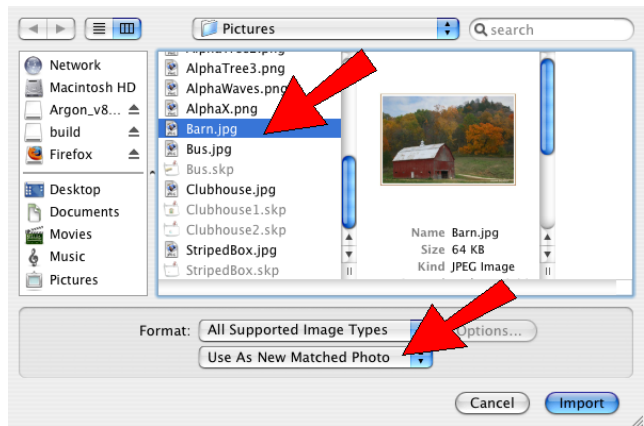 Pictures
search
Network
Macintosh HD
Argon_v8...
build
Firefox
Desktop
Documents
Movies
Music
Pictures
AlphaTree3.png
AlphaWaves.png
AlphaX.png
Barn.jpg
Bus.jpg
Bus.skp
Clubhouse.jpg
Clubhouse1.skp
Clubhouse2.skp
StripedBox.jpg
StripedBox.skp
Name Barn.jpg
Size 64 KB
Kind JPEG Image
Format: All Supported Image Types
Options...
Use As New Matched Photo
Cancel
Import